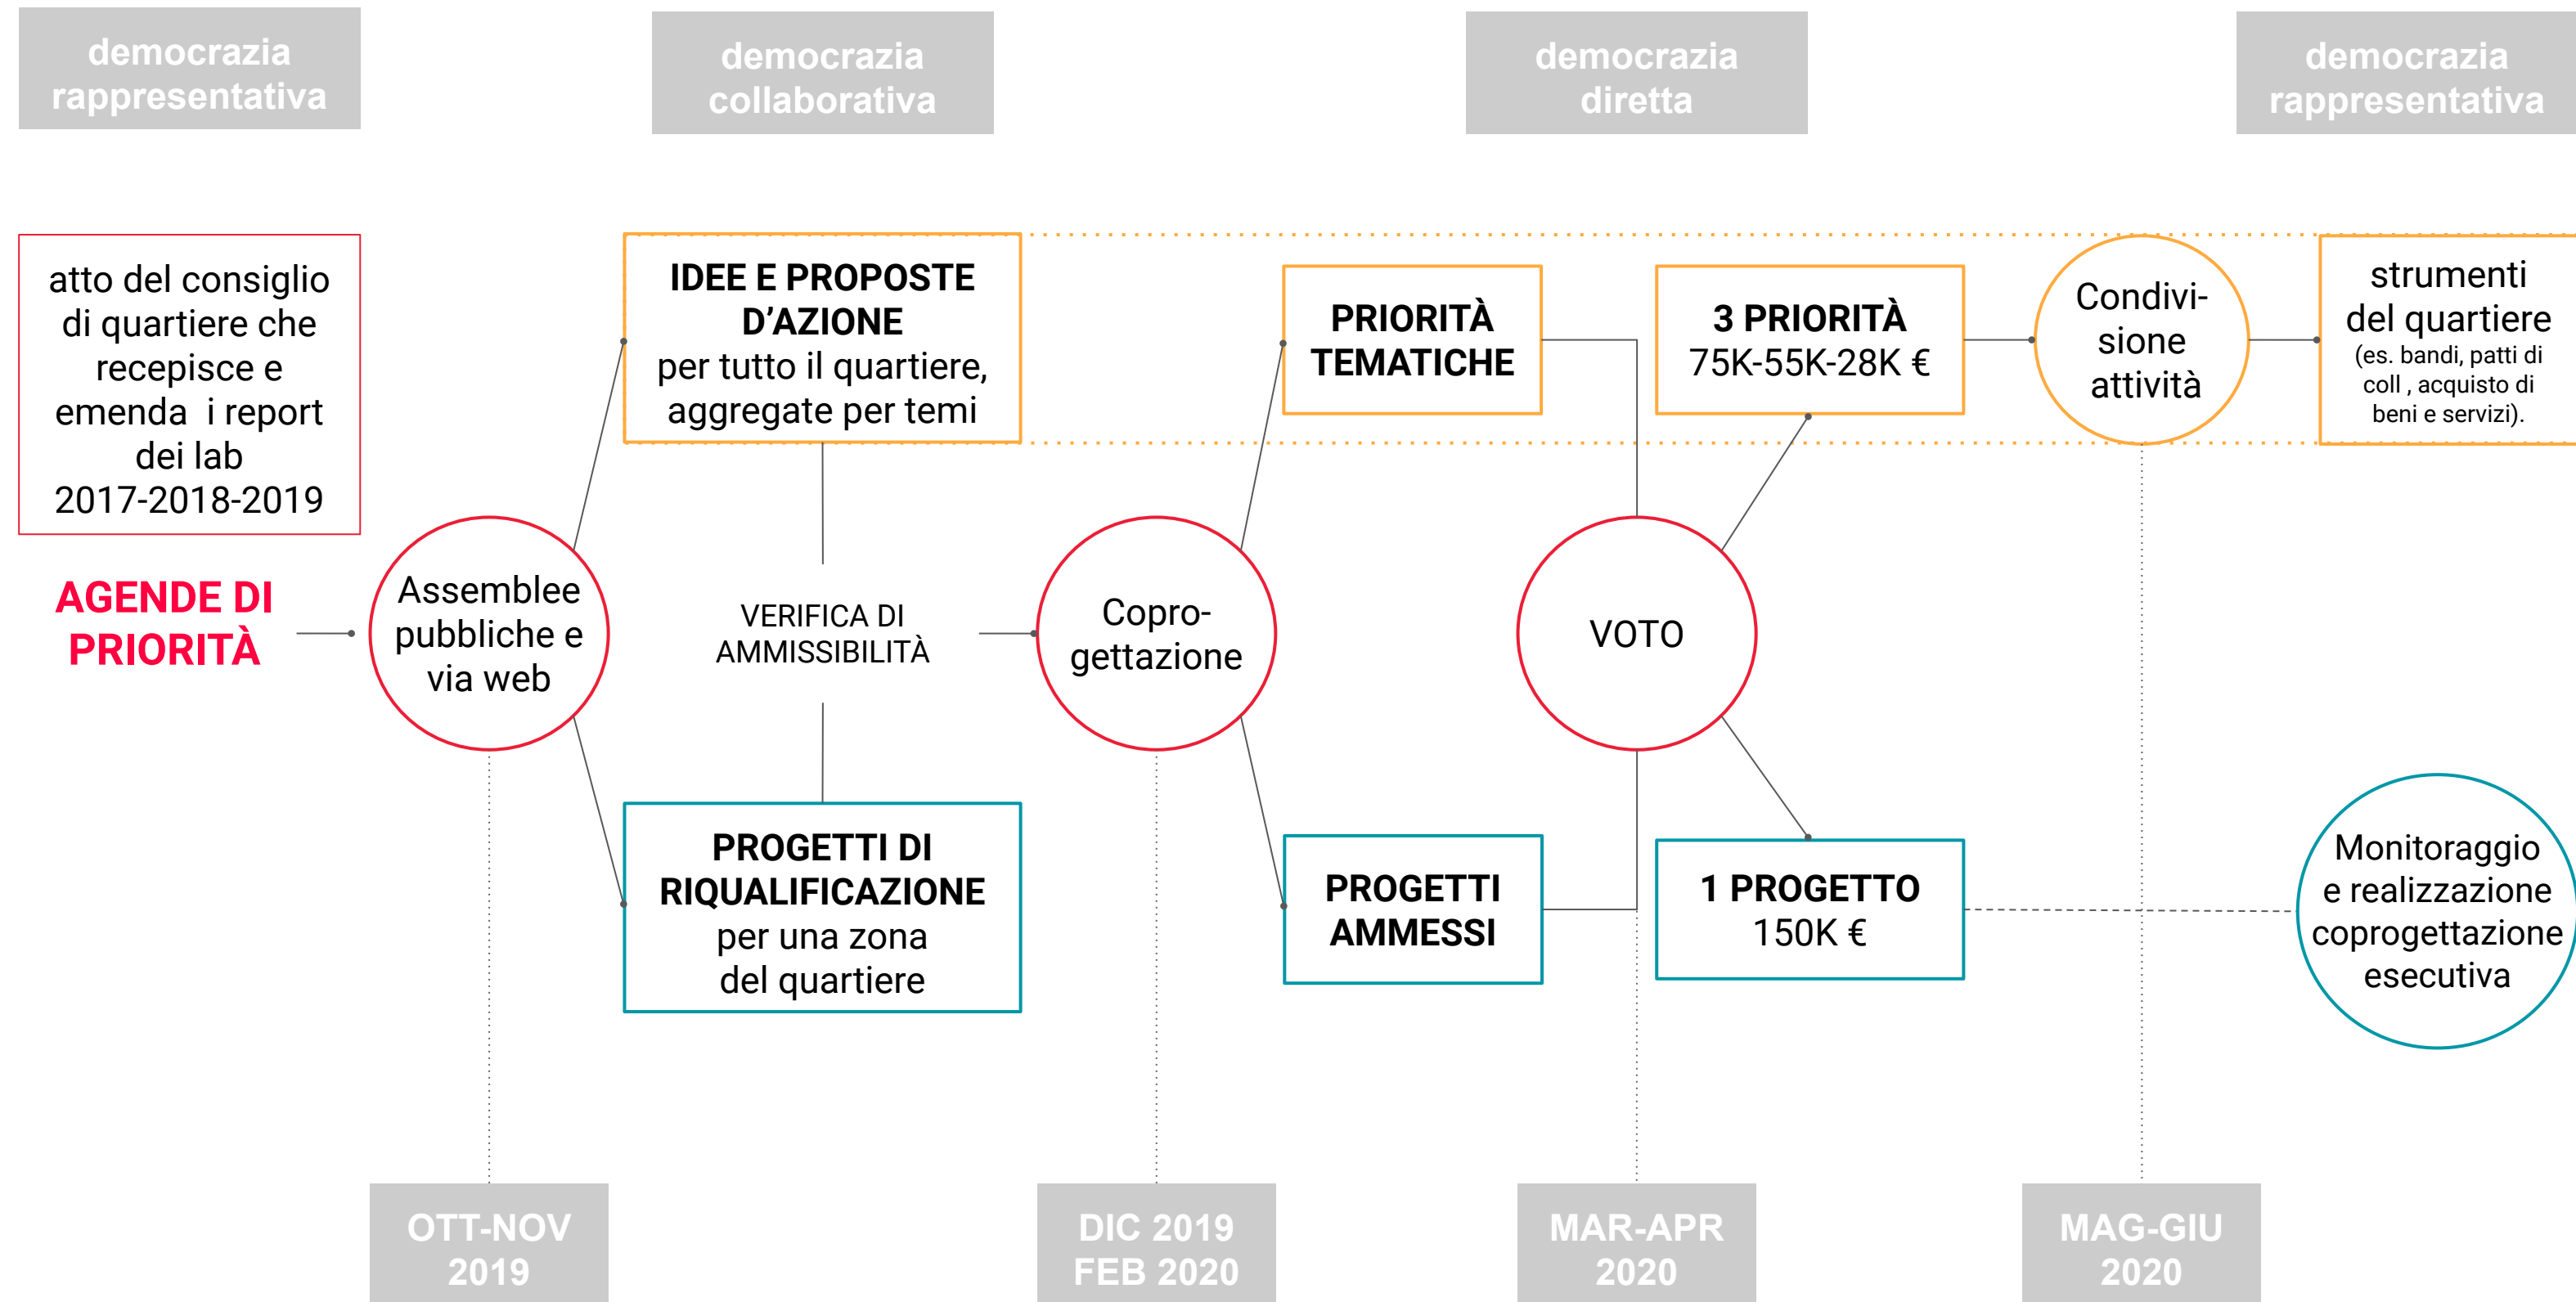 democrazia
rappresentativa
democrazia
collaborativa
democrazia
diretta
democrazia
rappresentativa
atto del consiglio
di quartiere che
recepisce e
emenda  i report
dei lab
2017-2018-2019
AGENDE DI
PRIORITÀ
Assemblee
pubbliche e
via web
IDEE E PROPOSTE
D’AZIONE
per tutto il quartiere,
aggregate per temi
VERIFICA DI
AMMISSIBILITÀ
PROGETTI DI
RIQUALIFICAZIONE
per una zona
del quartiere
Copro-
gettazione
PRIORITÀ
TEMATICHE
PROGETTI
AMMESSI
VOTO
3 PRIORITÀ
75K-55K-28K €
1 PROGETTO
150K €
Condivi-
sione
attività
strumenti
del quartiere
(es. bandi, patti di
coll , acquisto di
beni e servizi).
Monitoraggio
e realizzazione
coprogettazione
esecutiva
OTT-NOV
2019
DIC 2019
FEB 2020
MAR-APR
2020
MAG-GIU
2020